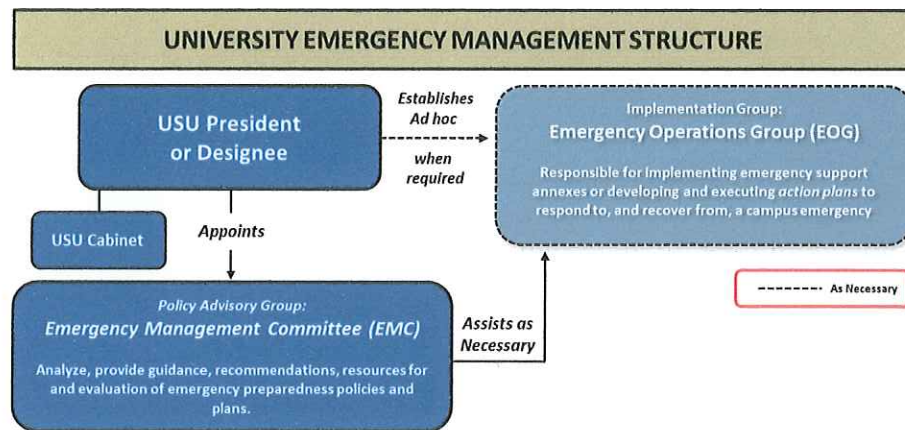 UNIVERSITY EMERGENCY MANAGEMENT STRUCTURE
USU President
or Designee
Establishes
Ad hoc
when
required
Implementation Group:
Emergency Operations Group (EOG)
Responsible for implementing emergency support
annexes or developing and executing action plans to
respond to, and recover from, a campus emergency
USU Cabinet
Appoints
As Necessary
Policy Advisory Group:
Emergency Management Committee (EMC)
Analyze, provide guidance, recommendations, resources for
and evaluation of emergency preparedness policies and
plans.
Assists as
Necessary